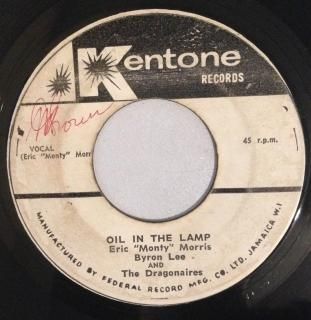 Kentone
RECORDS
VOCAL
(Eric "Monty" Morr
45 r.p.m.
OIL IN THE LAMP
Eric "Monty" Morris
Byron Lee
AND
The Dragonaires
MANUFACTURED BY FEDERAL RECORD MFG. CO. LTD. JAMAICA W.I